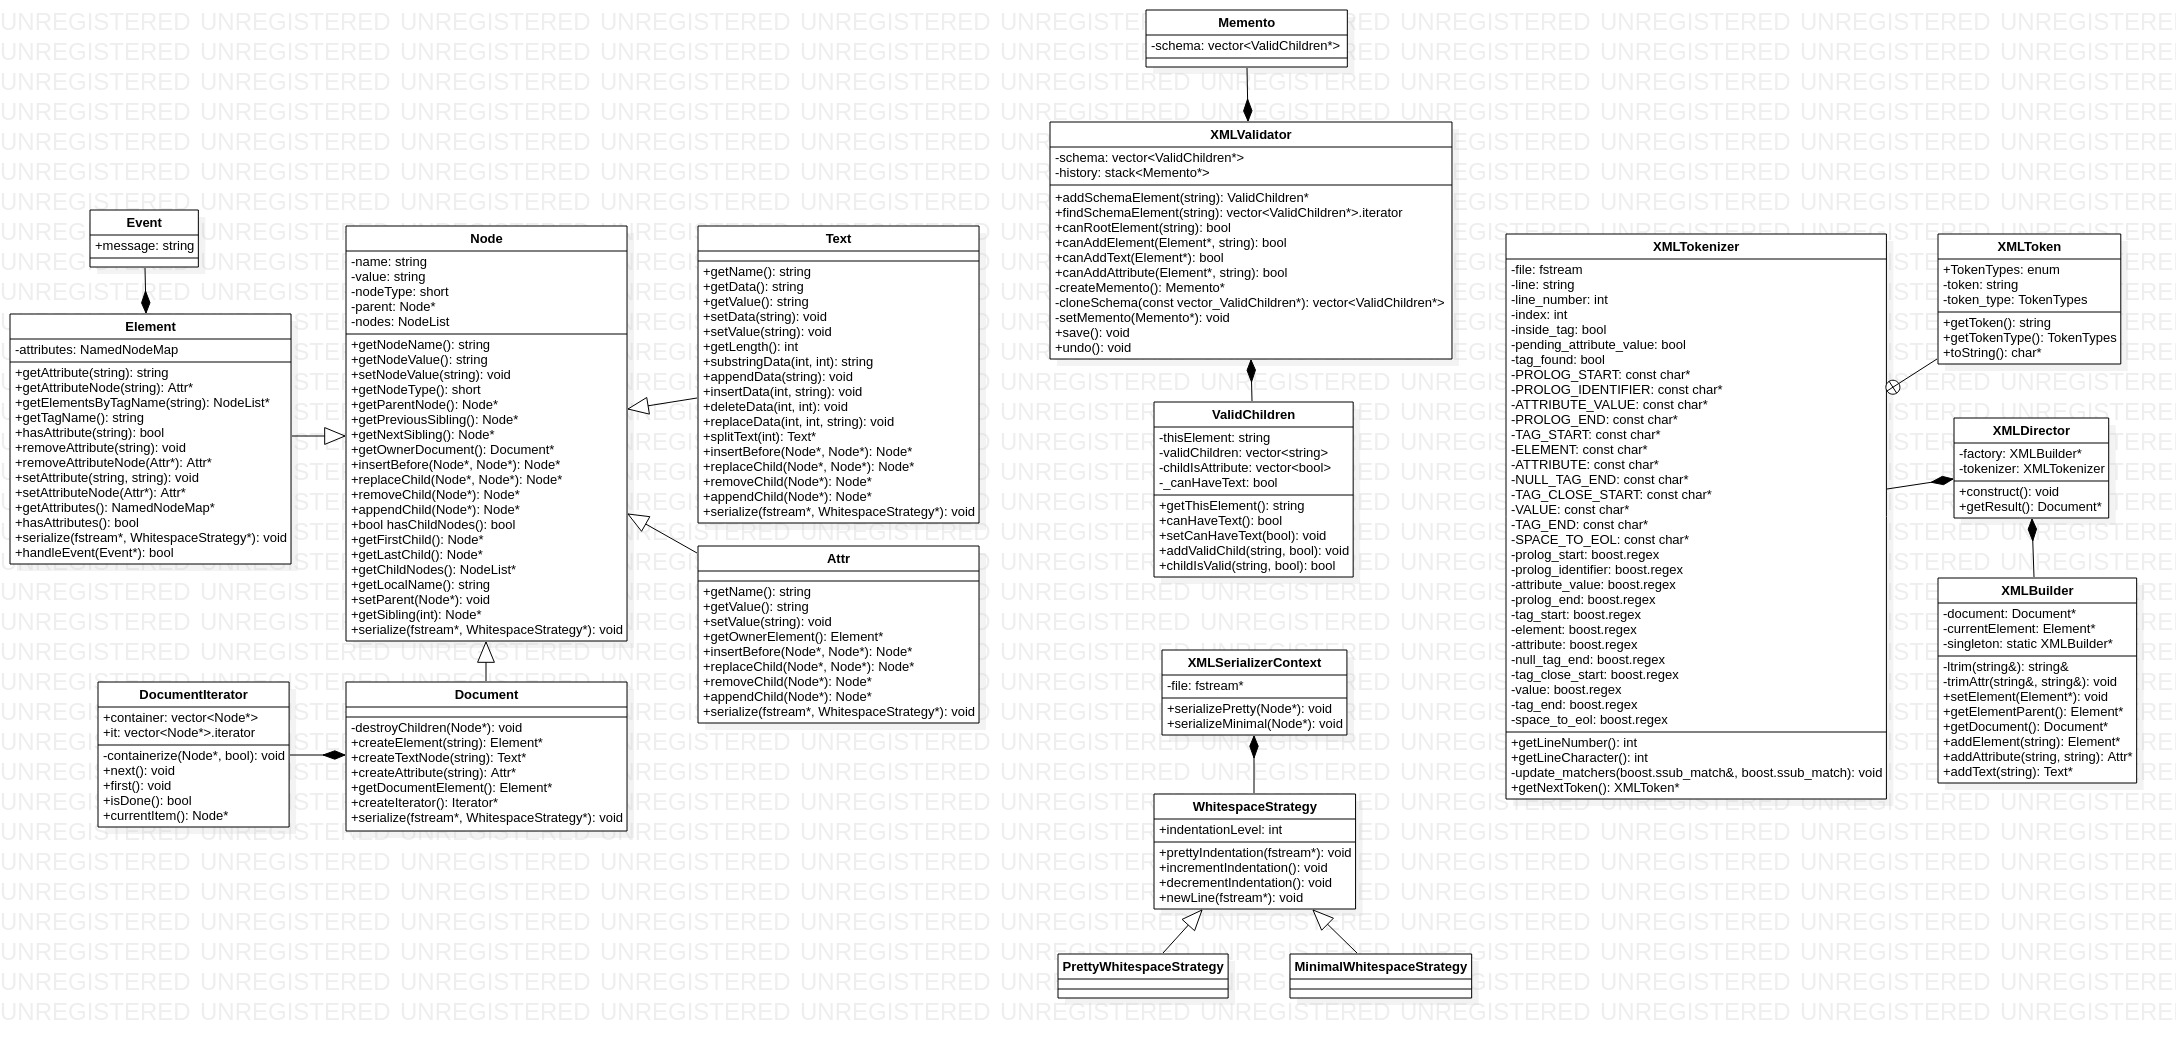 Memento
-schema: vector<ValidChildren*>
XMLValidator
-schema: vector<ValidChildren*>
-history: stack<Memento*>
+addSchemaElement(string): ValidChildren*
+findSchemaElement(string): vector<ValidChildren*>.iterator
+canRootElement(string): bool
+canAddElement(Element*, string): bool
+canAddText(Element*): bool
+canAddAttribute(Element*, string): bool
-createMemento(): Memento*
-cloneSchema(const vector_ValidChildren*): vector<ValidChildren*>
-setMemento(Memento*): void
+save(): void
+undo(): void
Event
+message: string
Element
-attributes: NamedNodeMap
+getAttribute(string): string
+getAttributeNode(string): Attr*
+getElementsByTagName(string): NodeList*
+getTagName(): string
+hasAttribute(string): bool
+removeAttribute(string): void
+removeAttributeNode(Attr*): Attr*
+setAttribute(string, string): void
+setAttributeNode(Attr*): Attr*
+getAttributes(): NamedNodeMap*
+hasAttributes(): bool
+serialize(fstream*, WhitespaceStrategy*): void
+handleEvent(Event*): bool
Node
-name: string
-value: string
-nodeType: short
-parent: Node*
-nodes: NodeList
+getNodeName(): string
+getNodeValue(): string
+setNodeValue(string): void
+getNodeType(): short
+getParentNode(): Node*
+getPreviousSibling(): Node*
+getNextSibling(): Node*
+getOwnerDocument(): Document*
+insertBefore(Node*, Node*): Node*
+replaceChild(Node*, Node*): Node*
+removeChild(Node*): Node*
+appendChild(Node*): Node*
+bool hasChildNodes(): bool
+getFirstChild(): Node*
+getLastChild(): Node*
+getChildNodes(): NodeList*
+getLocalName(): string
+setParent(Node*): void
+getSibling(int): Node*
+serialize(fstream*, WhitespaceStrategy*): void
Text
+getName(): string
+getData(): string
+getValue(): string
+setData(string): void
+setValue(string): void
+getLength(): int
+substringData(int, int): string
+appendData(string): void
+insertData(int, string): void
+deleteData(int, int): void
+replaceData(int, int, string): void
+splitText(int): Text*
+insertBefore(Node*, Node*): Node*
+replaceChild(Node*, Node*): Node*
+removeChild(Node*): Node*
+appendChild(Node*): Node*
+serialize(fstream*, WhitespaceStrategy*): void
Attr
+getName(): string
+getValue(): string
+setValue(string): void
+getOwnerElement(): Element*
+insertBefore(Node*, Node*): Node*
+replaceChild(Node*, Node*): Node*
+removeChild(Node*): Node*
+appendChild(Node*): Node*
+serialize(fstream*, WhitespaceStrategy*): void
DocumentIterator
+container: vector<Node*>
+it: vector<Node*>.iterator
-containerize(Node*, bool): void
+next(): void
+first(): void
+isDone(): bool
+currentItem(): Node*
Document
-destroyChildren(Node*): void
+createElement(string): Element*
+createTextNode(string): Text*
+createAttribute(string): Attr*
+getDocumentElement(): Element*
+createIterator(): Iterator*
+serialize(fstream*, WhitespaceStrategy*): void
ValidChildren
-thisElement: string
-validChildren: vector<string>
-childIsAttribute: vector<bool>
-_canHaveText: bool
+getThisElement(): string
+canHaveText(): bool
+setCanHaveText(bool): void
+addValidChild(string, bool): void
+childIsValid(string, bool): bool
XMLSerializerContext
-file: fstream*
+serializePretty(Node*): void
+serializeMinimal(Node*): void
WhitespaceStrategy
+indentationLevel: int
+prettyIndentation(fstream*): void
+incrementIndentation(): void
+decrementIndentation(): void
+newLine(fstream*): void
PrettyWhitespaceStrategy
MinimalWhitespaceStrategy
XMLTokenizer
-file: fstream
-line: string
-line_number: int
-index: int
-inside_tag: bool
-pending_attribute_value: bool
-tag_found: bool
-PROLOG_START: const char*
-PROLOG_IDENTIFIER: const char*
-ATTRIBUTE_VALUE: const char*
-PROLOG_END: const char*
-TAG_START: const char*
-ELEMENT: const char*
-ATTRIBUTE: const char*
-NULL_TAG_END: const char*
-TAG_CLOSE_START: const char*
-VALUE: const char*
-TAG_END: const char*
-SPACE_TO_EOL: const char*
-prolog_start: boost.regex
-prolog_identifier: boost.regex
-attribute_value: boost.regex
-prolog_end: boost.regex
-tag_start: boost.regex
-element: boost.regex
-attribute: boost.regex
-null_tag_end: boost.regex
-tag_close_start: boost.regex
-value: boost.regex
-tag_end: boost.regex
-space_to_eol: boost.regex
+getLineNumber(): int
+getLineCharacter(): int
-update_matchers(boost.ssub_match&, boost.ssub_match): void
+getNextToken(): XMLToken*
XMLToken
+TokenTypes: enum
-token: string
-token_type: TokenTypes
+getToken(): string
+getTokenType(): TokenTypes
+toString(): char*
XMLDirector
-factory: XMLBuilder*
-tokenizer: XMLTokenizer
+construct(): void
+getResult(): Document*
XMLBuilder
-document: Document*
-currentElement: Element*
-singleton: static XMLBuilder*
-ltrim(string&): string&
-trimAttr(string&, string&): void
+setElement(Element*): void
+getElementParent(): Element*
+getDocument(): Document*
+addElement(string): Element*
+addAttribute(string, string): Attr*
+addText(string): Text*